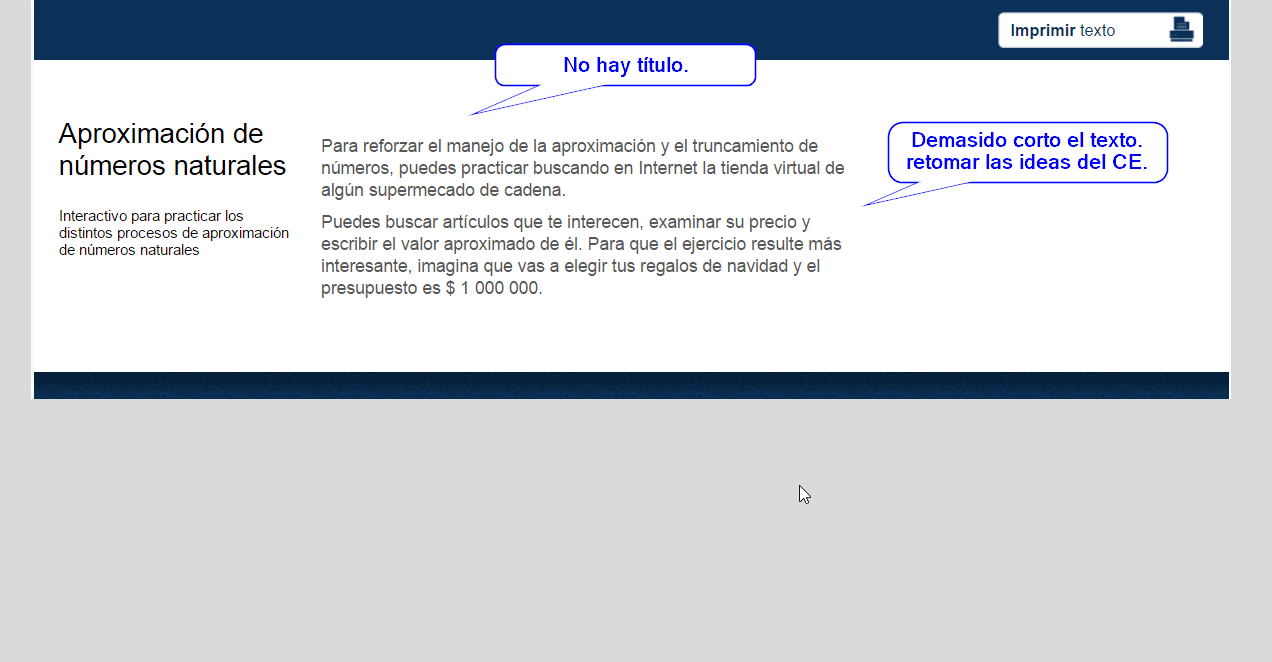 Imprimir texto
No hay título.
Aproximación de
números naturales
Interactivo para practicar los
distintos procesos de aproximación
de números naturales
Para reforzar el manejo de la aproximación y el truncamiento de
números, puedes practicar buscando en Internet la tienda virtual de
algún supermecado de cadena.
Puedes buscar artículos que te interecen, examinar su precio y
escribir el valor aproximado de él. Para que el ejercicio resulte más
interesante, imagina que vas a elegir tus regalos de navidad y el
presupuesto es $ 1 000 000.
Demasido corto el texto.
retomar las ideas del CE.